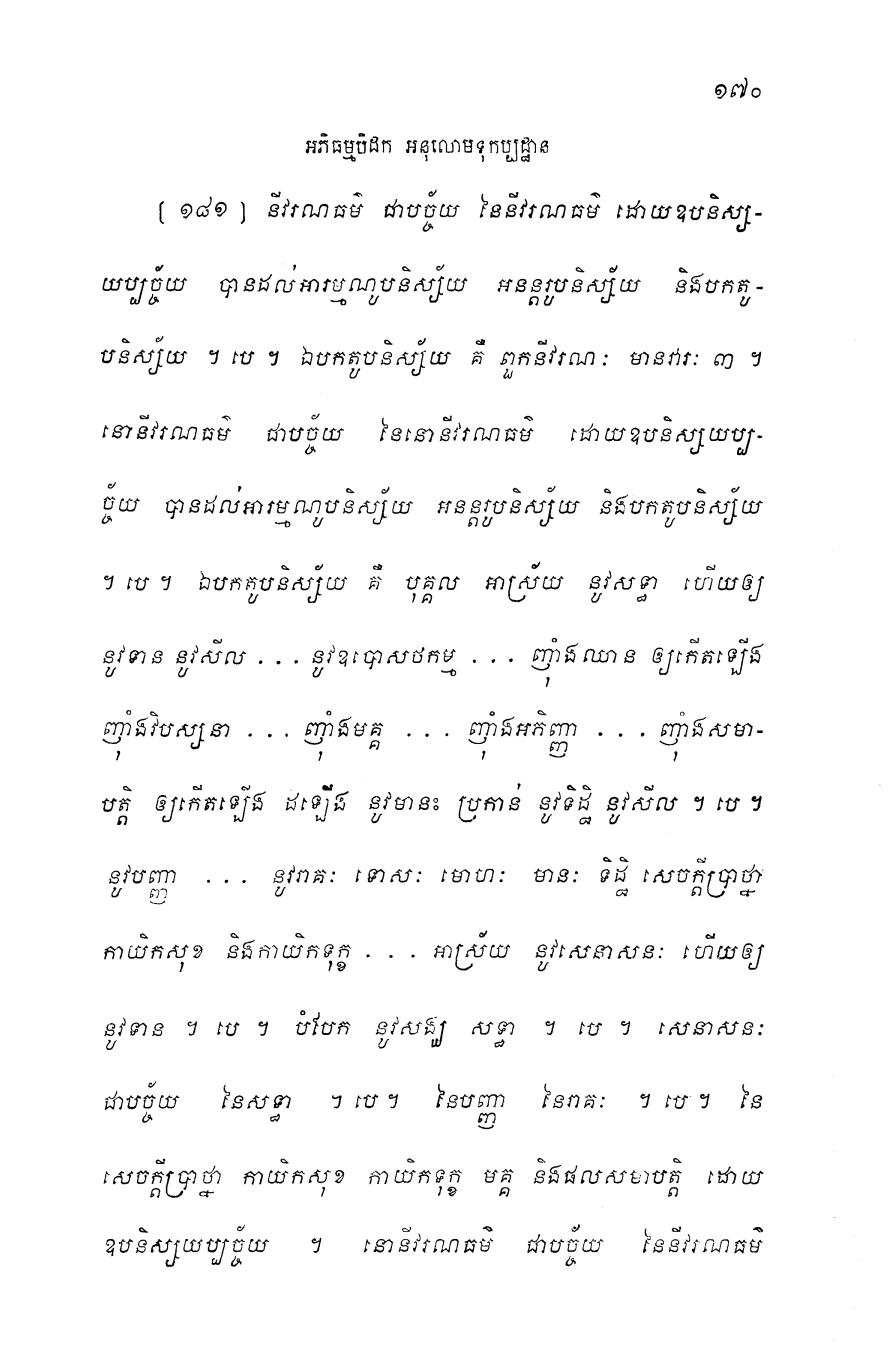 ១៧០
អភិធម្មបិដក អនុលោមទុកប្បដ្ឋាន
[ ១៨១ ] នីវរណធម៌ ជាបច្ច័យ នៃនីវរណធម៌ ដោយឧបនិស្ស-
យប្បច្ច័យ បានដល់អារម្មណូបនិស្ស័យ អនន្តរូបនិស្ស័យ និងបកតូ-
បនិស្ស័យ ។ បេ ។ ឯបកតូបនិស្ស័យ គឺ ពួកនីវរណៈ មានវារៈ ៣ ។
នោនីវរណធម៌ ជាបច្ច័យ នៃនោនីវរណធម៌ ដោយឧបនិស្សយប្ប-
ច្ច័យ បានដល់អារម្មណូបនិស្ស័យ អនន្តរូបនិស្ស័យ និងបកតូបនិស្ស័យ
។ បេ ។ ឯបកតូបនិស្ស័យ គឺ បុគ្គល អាស្រ័យ នូវសទ្ធា ហើយឲ្យ
នូវទាន នូវសីល . . . នូវឧបោសថកម្ម . . . ញុំាងឈាន ឲ្យកើតឡើង
ញុំាងវិបស្សនា . . . ញុំាងមគ្គ . . . ញុំាងអភិញ្ញា . . . ញុំាងសមា-
បត្តិ ឲ្យកើតឡើង ដឡើង នូវមានះ ប្រកាន់ នូវទិដ្ឋិ នូវសីល ។ បេ ។
នូវបញ្ញា . . . នូវរាគៈ ទោសៈ មោហៈ មានៈ ទិដ្ឋិ សេចក្តីប្រាថ្នា
កាយិកសុខ និងកាយិកទុក្ខ . . . អាស្រ័យ នូវសេនាសនៈ ហើយឲ្យ
នូវទាន ។ បេ ។ បំបែក នូវសង្ឃ សទ្ធា ។ បេ ។ សេនាសនៈ
ជាបច្ច័យ នៃសទ្ធា ។ បេ ។ នៃបញ្ញា នៃរាគៈ ។ បេ ។ នៃ
សេចក្តីប្រាថ្នា កាយិកសុខ កាយិកទុក្ខ មគ្គ និងផលសមាបត្តិ ដោយ
ឧបនិស្សយប្បច្ច័យ ។ នោនីវរណធម៌ ជាបច្ច័យ នៃនីវរណធម៌